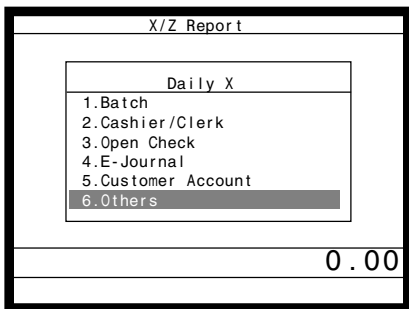 X/Z Report
Daily X
1.Batch
2.Cashier/Clerk
3.Open Check
4.E-Journal
5.Customer Account
6.Others
0.00